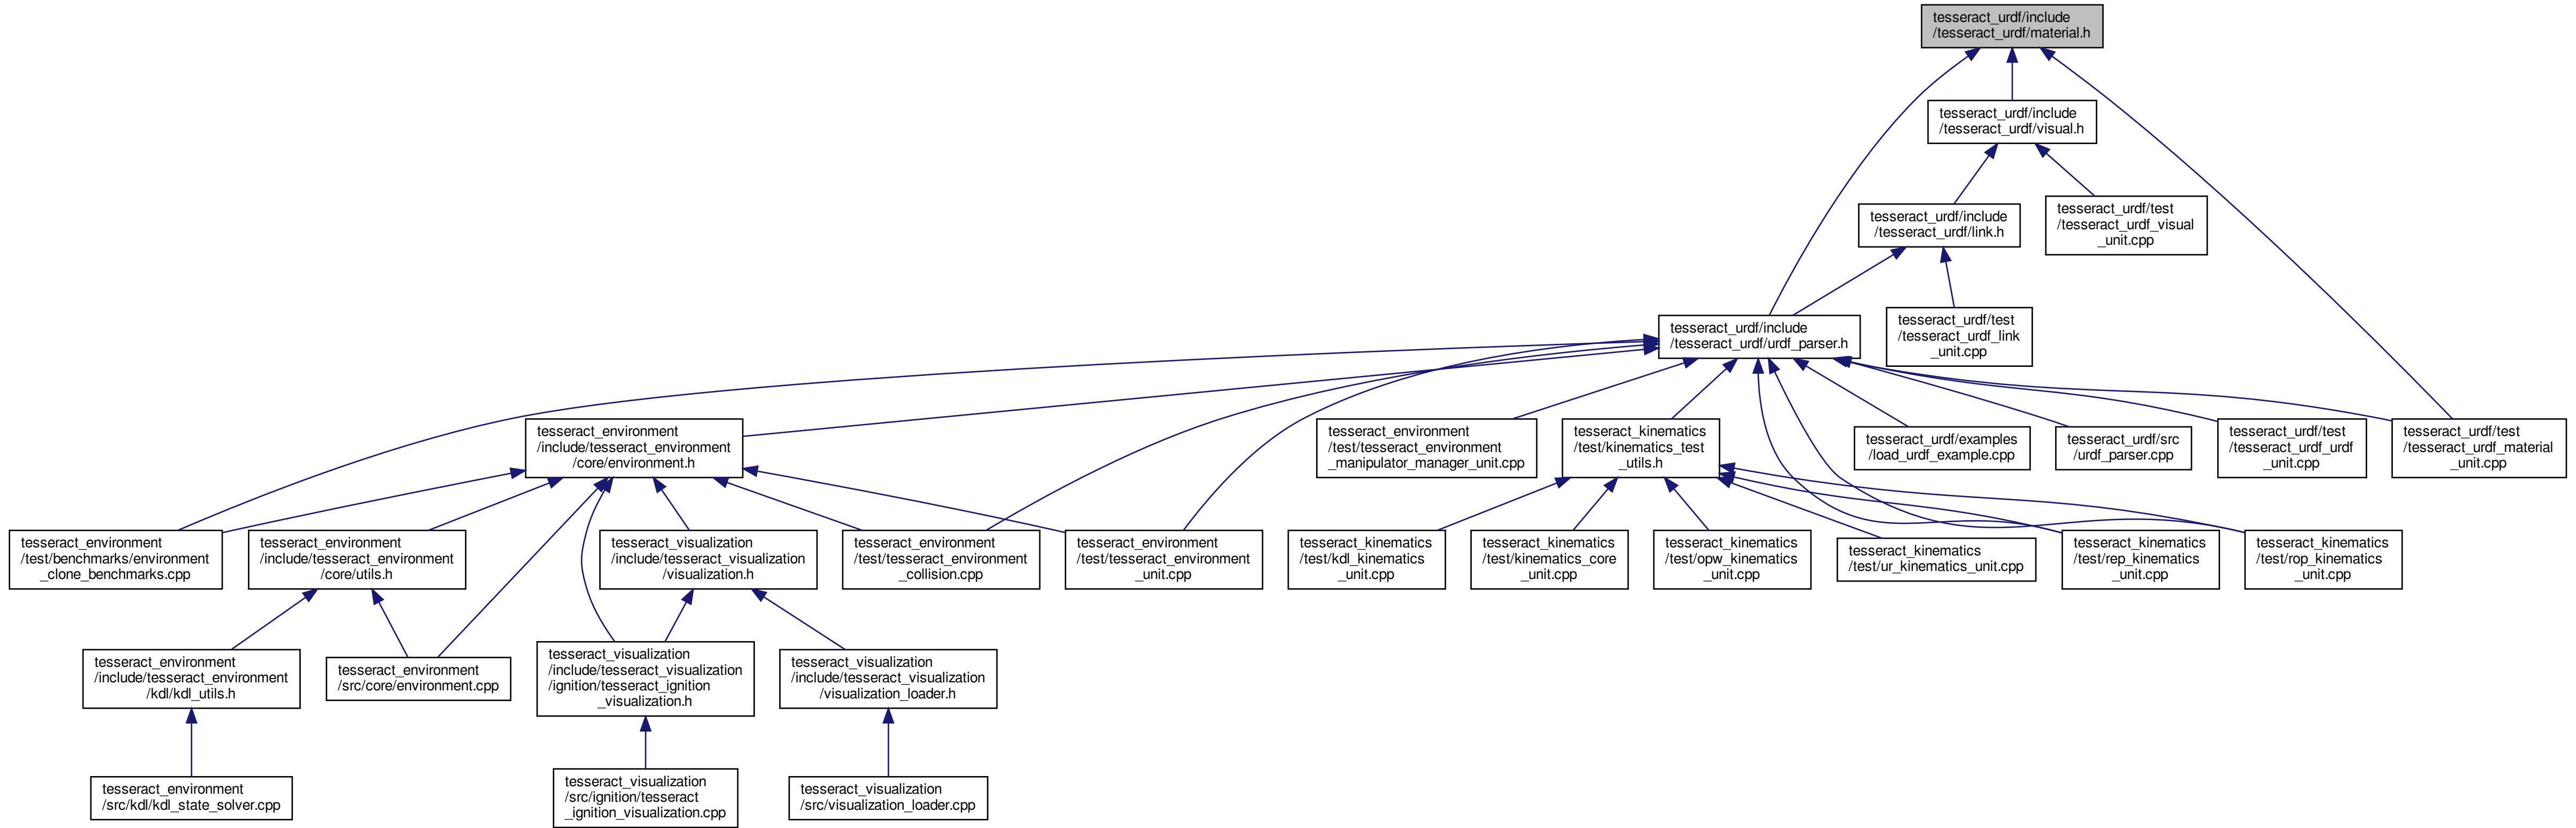 tesseract_urdf/include
/tesseract_urdf/material.h
tesseract_urdf/include
/tesseract_urdf/visual.h
tesseract_urdf/include
/tesseract_urdf/link.h
tesseract_urdf/test
/tesseract_urdf_visual
_unit.cpp
tesseract_urdf/include
/tesseract_urdf/urdf_parser.h
tesseract_urdf/test
/tesseract_urdf_link
_unit.cpp
tesseract_environment
/include/tesseract_environment
/core/environment.h
tesseract_environment
/test/tesseract_environment
_manipulator_manager_unit.cpp
tesseract_kinematics
/test/kinematics_test
_utils.h
tesseract_urdf/examples
/load_urdf_example.cpp
tesseract_urdf/src
/urdf_parser.cpp
tesseract_urdf/test
/tesseract_urdf_urdf
_unit.cpp
tesseract_urdf/test
/tesseract_urdf_material
_unit.cpp
tesseract_environment
/test/benchmarks/environment
_clone_benchmarks.cpp
tesseract_environment
/include/tesseract_environment
/core/utils.h
tesseract_visualization
/include/tesseract_visualization
/visualization.h
tesseract_environment
/test/tesseract_environment
_collision.cpp
tesseract_environment
/test/tesseract_environment
_unit.cpp
tesseract_kinematics
/test/kdl_kinematics
_unit.cpp
tesseract_kinematics
/test/kinematics_core
_unit.cpp
tesseract_kinematics
/test/opw_kinematics
_unit.cpp
tesseract_kinematics
/test/ur_kinematics_unit.cpp
tesseract_kinematics
/test/rep_kinematics
_unit.cpp
tesseract_kinematics
/test/rop_kinematics
_unit.cpp
tesseract_environment
/include/tesseract_environment
/kdl/kdl_utils.h
tesseract_environment
/src/core/environment.cpp
tesseract_visualization
/include/tesseract_visualization
/ignition/tesseract_ignition
_visualization.h
tesseract_visualization
/include/tesseract_visualization
/visualization_loader.h
tesseract_environment
/src/kdl/kdl_state_solver.cpp
tesseract_visualization
/src/ignition/tesseract
_ignition_visualization.cpp
tesseract_visualization
/src/visualization_loader.cpp